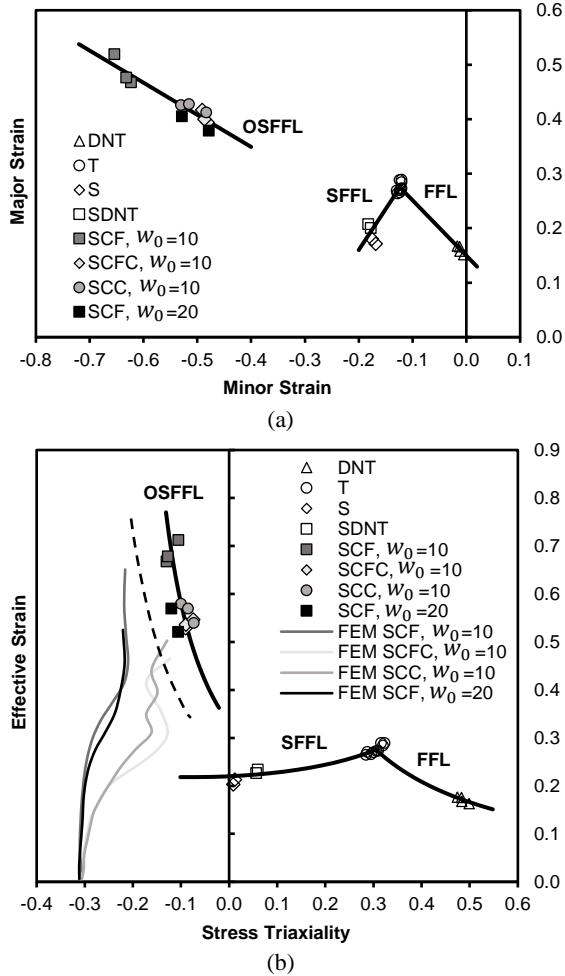 0.6
0.5
0.4
0.3
0.2
0.1
0.0
Major Strain
OSFFL
SFFL
FFL
DNT
T
S
SDNT
SCF, w₀=10
SCFC, w₀=10
SCC, w₀=10
SCF, w₀=20
-0.8 -0.7 -0.6 -0.5 -0.4 -0.3 -0.2 -0.1 0.0 0.1
Minor Strain
(a)
0.9
0.8
0.7
0.6
0.5
0.4
0.3
0.2
0.1
0.0
Effective Strain
OSFFL
SFFL
FFL
DNT
T
S
SDNT
SCF, w₀=10
SCFC, w₀=10
SCC, w₀=10
SCF, w₀=20
FEM SCF, w₀=10
FEM SCFC, w₀=10
FEM SCC, w₀=10
FEM SCF, w₀=20
-0.4 -0.3 -0.2 -0.1 0.0 0.1 0.2 0.3 0.4 0.5 0.6
Stress Triaxiality
(b)